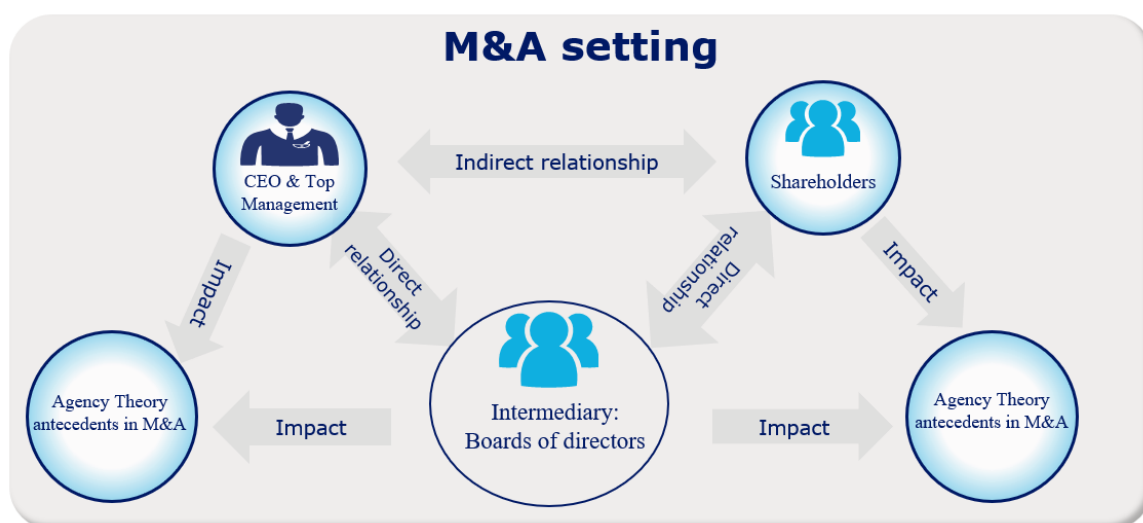 M&A setting
CEO & Top
Management
Indirect relationship
Shareholders
Impact
Direct
relationship
Direct
relationship
Impact
Agency Theory
antecedents in M&A
Impact
Intermediary:
Boards of directors
Impact
Agency Theory
antecedents in M&A